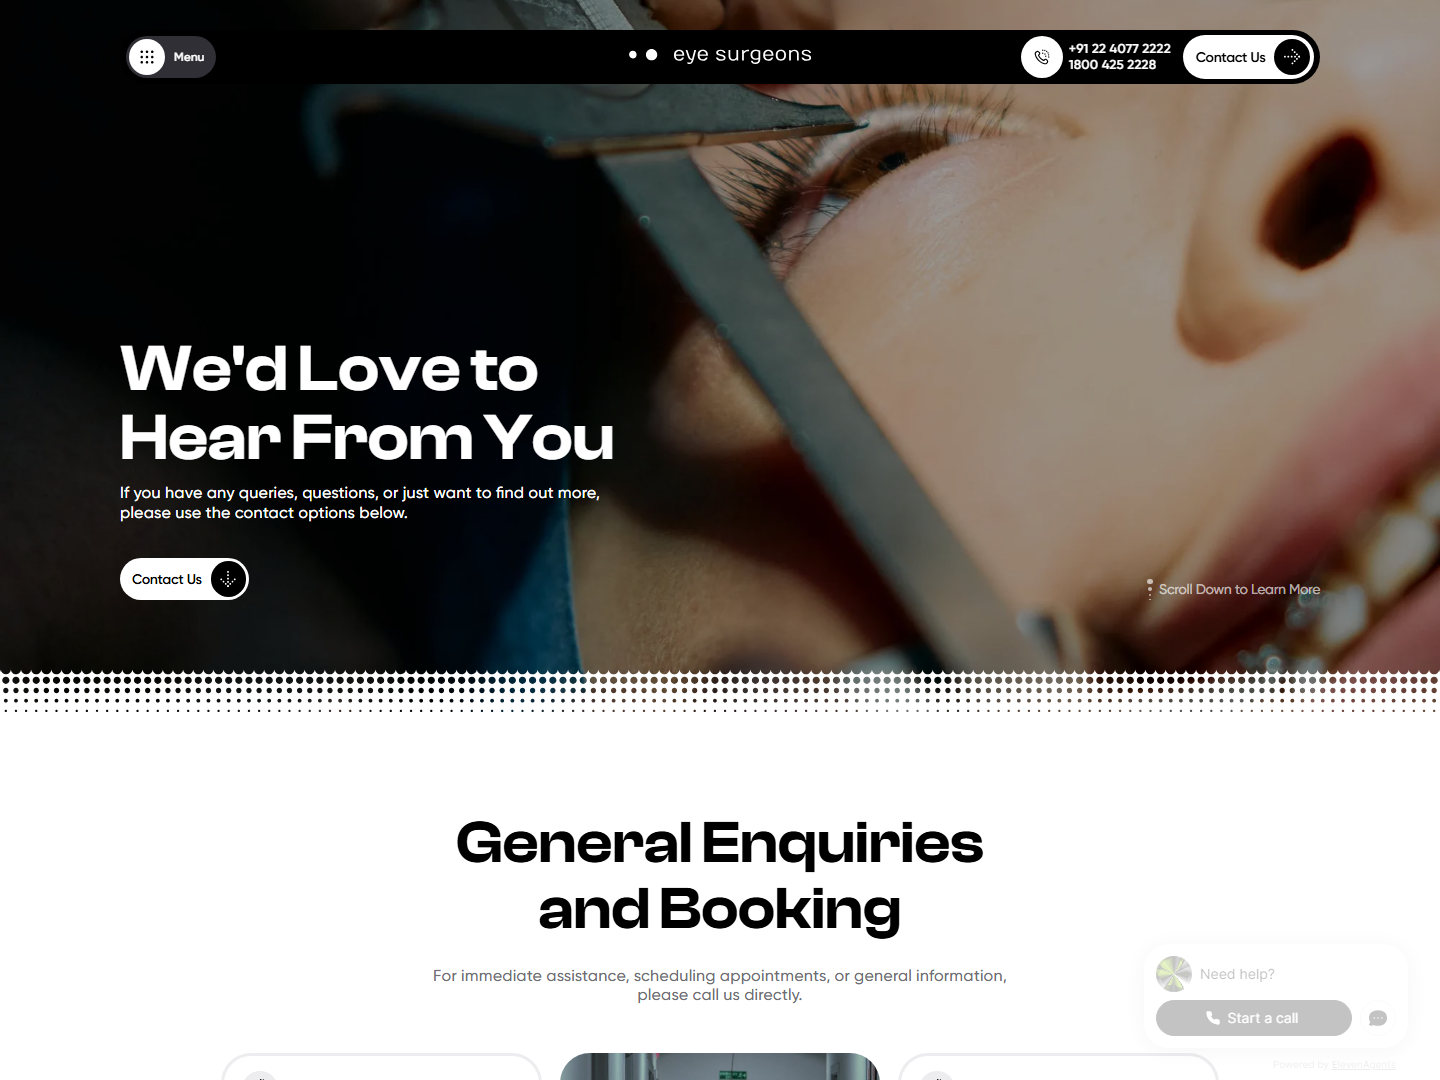 Menu
eye surgeons
+91 22 4077 2222
1800 425 2228
Contact Us
We'd Love to
Hear From You
If you have any queries, questions, or just want to find out more,
please use the contact options below.
Contact Us
Scroll Down to Learn More
General Enquiries
and Booking
For immediate assistance, scheduling appointments, or general information,
please call us directly.
Need help?
Start a call
Powered by ElevenAgents